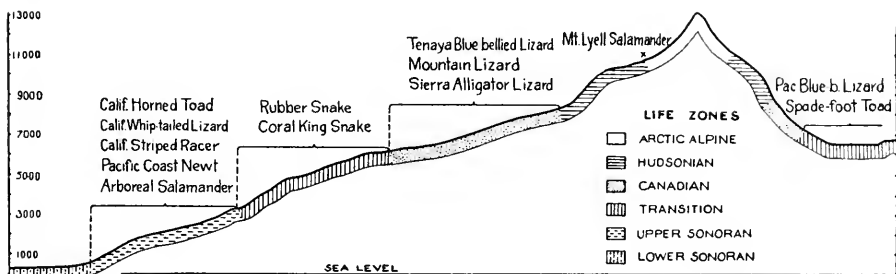 13000
11000
9000
7000
5000
3000
1000
Calif. Horned Toad
Calif. Whip-tailed Lizard
Calif. Striped Racer
Pacific Coast Newt
Arboreal Salamander
Rubber Snake
Coral King Snake
Tenaya Blue bellied Lizard
Mountain Lizard
Sierra Alligator Lizard
Mt. Lyell Salamander
x
Pac. Blue-b. Lizard
Spade-foot Toad
LIFE ZONES
ARCTIC ALPINE
HUDSONIAN
CANADIAN
TRANSITION
UPPER SONORAN
LOWER SONORAN
SEA LEVEL